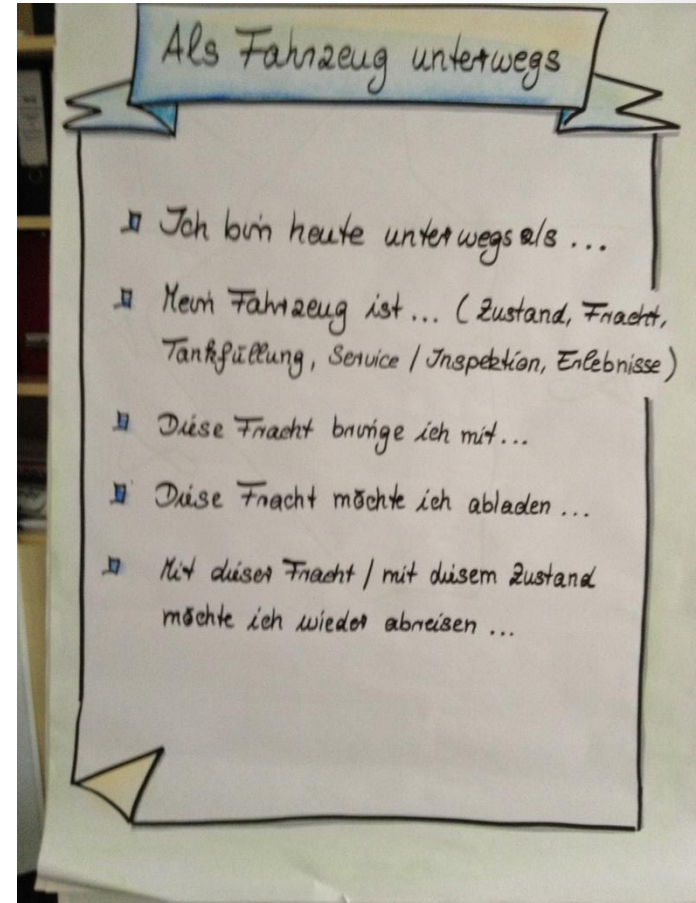 Als Fahrzeug unterwegs
Ich bin heute unterwegs als ...
Mein Fahrzeug ist ... (Zustand, Fracht,
Tankfüllung, Service / Inspektion, Erlebnisse)
Diese Fracht bringe ich mit ...
Diese Fracht möchte ich abladen ...
Mit dieser Fracht / mit diesem Zustand
möchte ich wieder abreisen ...